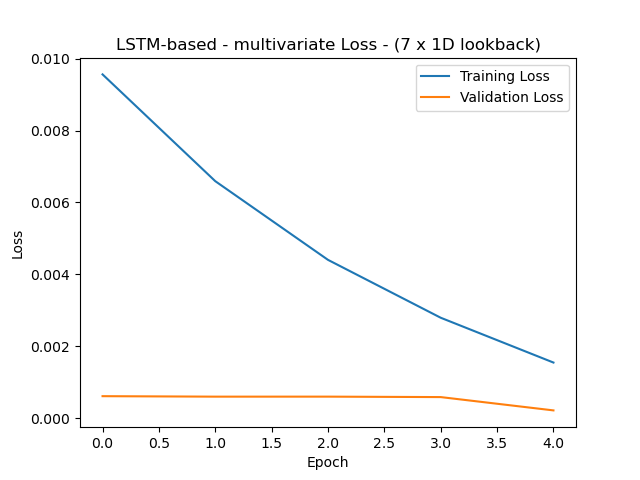 LSTM-based - multivariate Loss - (7 x 1D lookback)
Training Loss
Validation Loss
0.010
0.008
0.006
0.004
0.002
0.000
Loss
0.0 0.5 1.0 1.5 2.0 2.5 3.0 3.5 4.0
Epoch